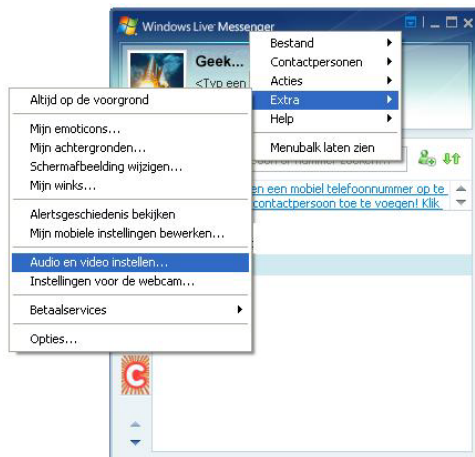 Windows Live Messenger
Geek...
<Typ een
Bestand
Contactpersonen
Acties
Extra
Help
Menubalk laten zien
Altijd op de voorgrond
Mijn emoticons...
Mijn achtergronden...
Schermafbeelding wijzigen...
Mijn winks...
Alertsgeschiedenis bekijken
Mijn mobiele instellingen bewerken...
Audio en video instellen...
Instellingen voor de webcam...
Betaalservices
Opties...
en een mobiel telefoonnummer op te
contactpersoon toe te voegen! Klik
C